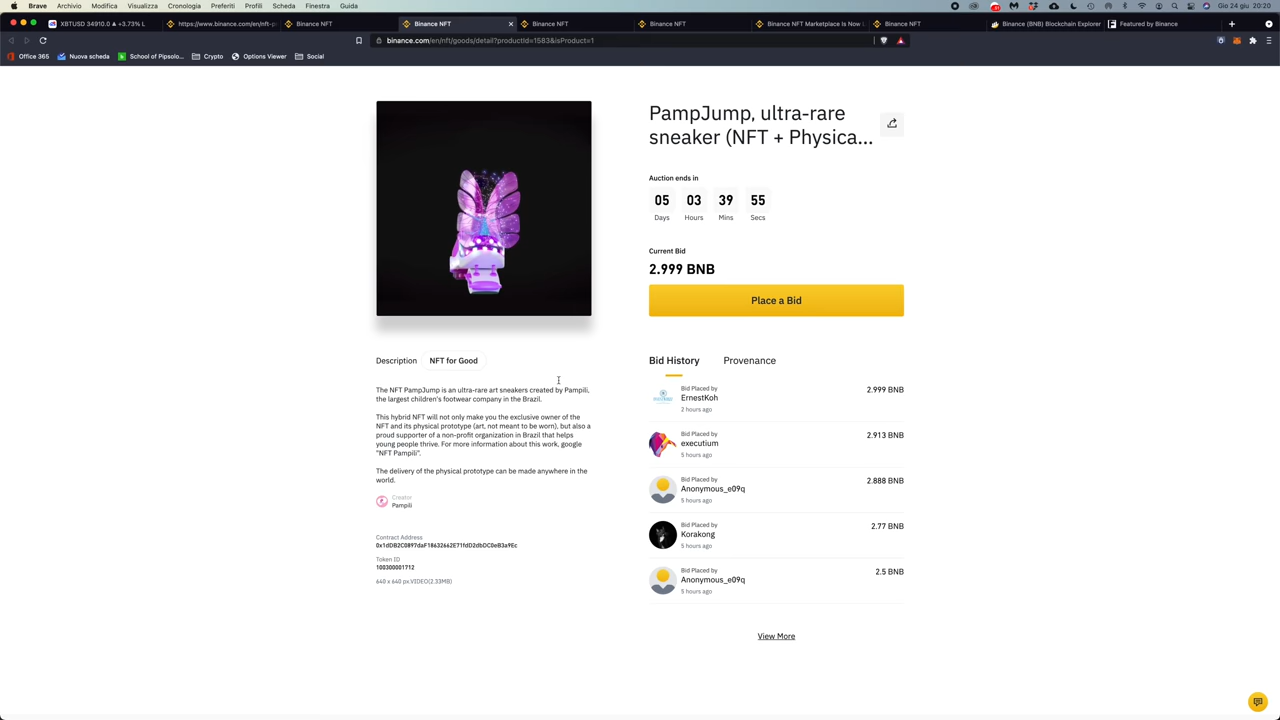 Brave Archivio Modifica Visualizza Cronologia Preferiti Profili Scheda Finestra Guida
Gio 24 giu 20:20
XBTUSD 34910.0 ▲ +3.73% L
https://www.binance.com/en/nft-p
Binance NFT
Binance NFT
Binance NFT
Binance NFT
Binance NFT Marketplace Is Now L
Binance NFT
Binance (BNB) Blockchain Explorer
Featured by Binance
binance.com/en/nft/goods/detail?productId=1583&isProduct=1
Office 365 Nuova scheda School of Pipsolo... Crypto Options Viewer Social
PampJump, ultra-rare
sneaker (NFT + Physica...
Auction ends in
05 03 39 55
Days Hours Mins Secs
Current Bid
2.999 BNB
Place a Bid
Description NFT for Good
The NFT PampJump is an ultra-rare art sneakers created by Pampili,
the largest children's footwear company in the Brazil.
This hybrid NFT will not only make you the exclusive owner of the
NFT and its physical prototype (art, not meant to be worn), but also a
proud supporter of a non-profit organization in Brazil that helps
young people thrive. For more information about this work, google
"NFT Pampili".
The delivery of the physical prototype can be made anywhere in the
world.
Creator
Pampili
Contract Address
0x1dDB2C0897daF18632662E71fdD2dbDC0eB3a9Ec
Token ID
100300001712
640 x 640 px.VIDEO(2.33MB)
Bid History Provenance
Bid Placed by
ErnestKoh
2 hours ago
2.999 BNB
Bid Placed by
executium
5 hours ago
2.913 BNB
Bid Placed by
Anonymous_e09q
5 hours ago
2.888 BNB
Bid Placed by
Korakong
5 hours ago
2.77 BNB
Bid Placed by
Anonymous_e09q
5 hours ago
2.5 BNB
View More